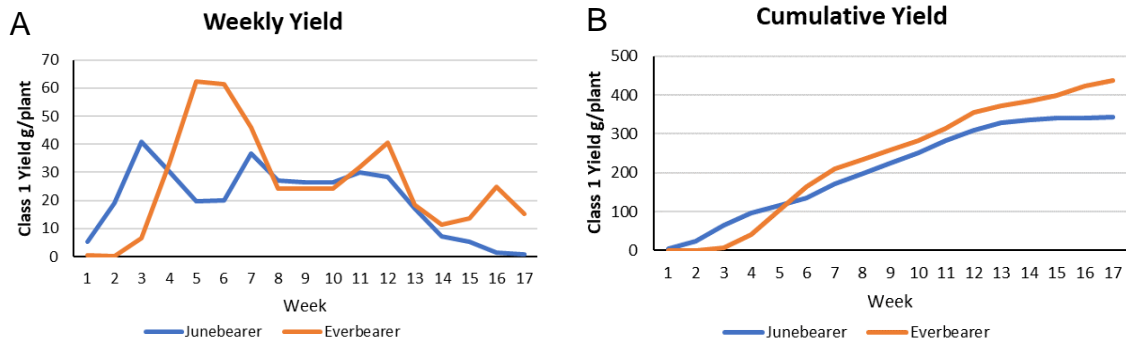 A
Weekly Yield
Class 1 Yield g/plant
70
60
50
40
30
20
10
0
1 2 3 4 5 6 7 8 9 10 11 12 13 14 15 16 17
Week
Junebearer Everbearer
B
Cumulative Yield
Class 1 Yield g/plant
500
400
300
200
100
0
1 2 3 4 5 6 7 8 9 10 11 12 13 14 15 16 17
Week
Junebearer Everbearer